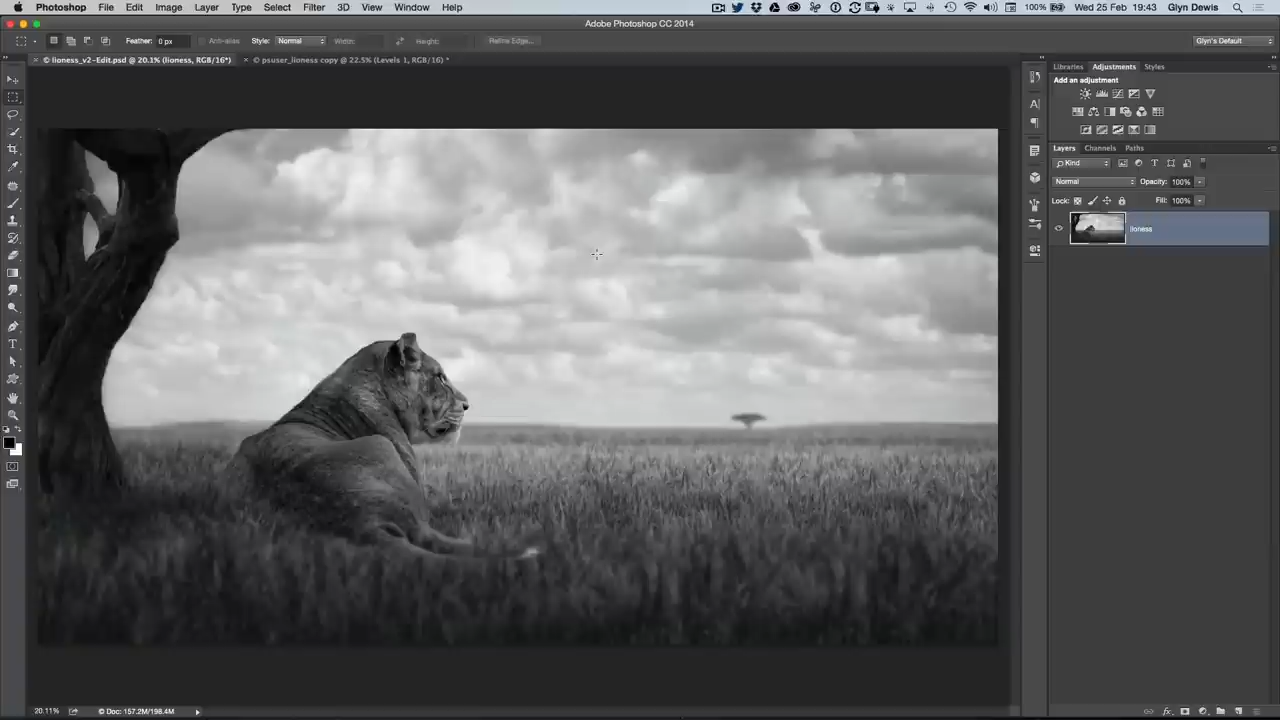 Photoshop File Edit Image Layer Type Select Filter 3D View Window Help 100% Wed 25 Feb 19:43 Glyn Dewis
Adobe Photoshop CC 2014
Feather: 0 px Anti-alias Style: Normal Width: Height: Refine Edge... Glyn's Default
× © lioness_v2-Edit.psd @ 20.1% (lioness, RGB/16*) × © psuser_lioness copy @ 22.5% (Levels 1, RGB/16) *
Libraries Adjustments Styles
Add an adjustment
Layers Channels Paths
Kind
Normal Opacity: 100%
Lock: Fill: 100%
lioness
20.11% © Doc: 157.2M/198.4M